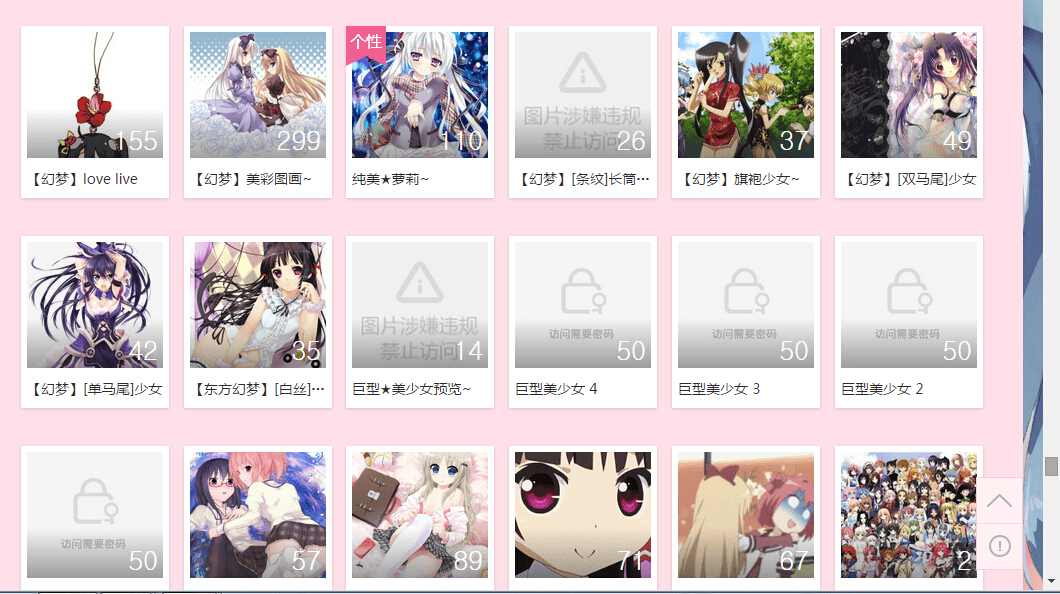 155
299
个性
110
图片涉嫌违规
禁止访问
26
37
49
【幻梦】love live
【幻梦】美彩图画~
纯美★萝莉~
【幻梦】[条纹]长筒…
【幻梦】旗袍少女~
【幻梦】[双马尾]少女
42
35
图片涉嫌违规
禁止访问
14
访问需要密码
50
访问需要密码
50
访问需要密码
50
【幻梦】[单马尾]少女
【东方幻梦】[白丝]…
巨型★美少女预览~
巨型美少女 4
巨型美少女 3
巨型美少女 2
访问需要密码
50
57
89
71
67
2